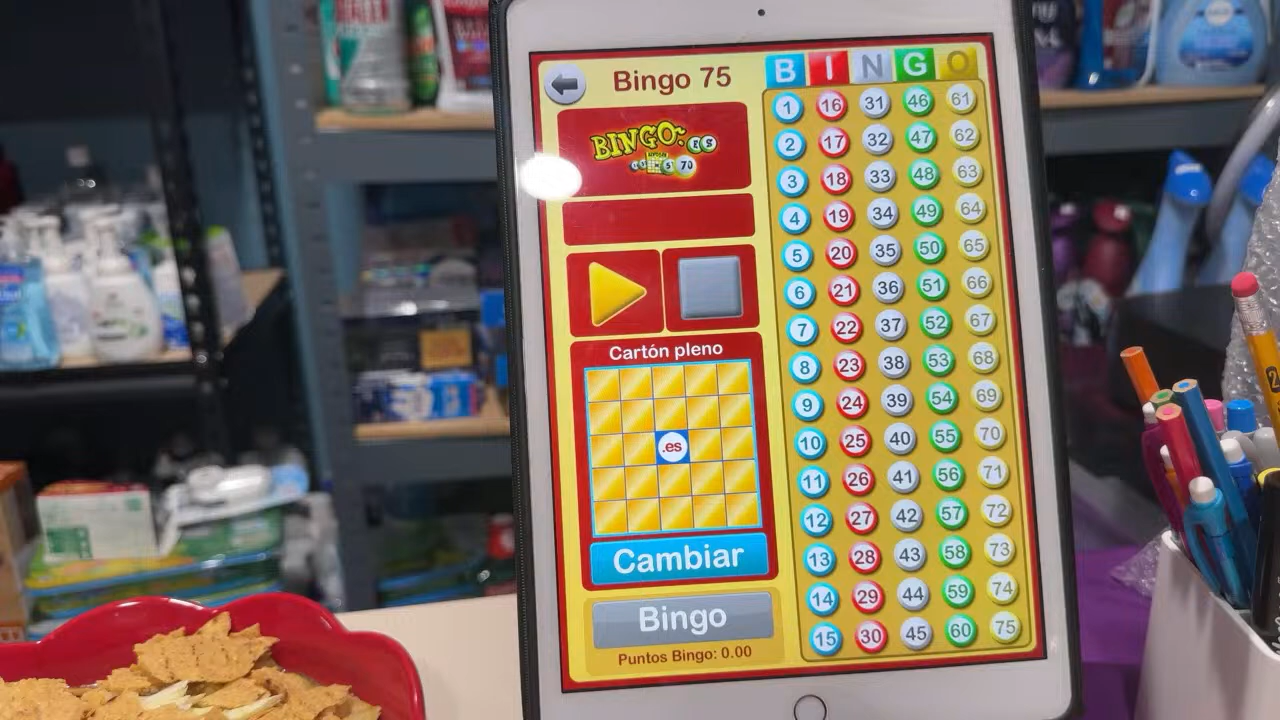 Bingo 75
BINGO
ES
70
Cartón pleno
.es
Cambiar
Bingo
Puntos Bingo: 0.00
B I N G O
1 16 31 46 61
2 17 32 47 62
3 18 33 48 63
4 19 34 49 64
5 20 35 50 65
6 21 36 51 66
7 22 37 52 67
8 23 38 53 68
9 24 39 54 69
10 25 40 55 70
11 26 41 56 71
12 27 42 57 72
13 28 43 58 73
14 29 44 59 74
15 30 45 60 75
2